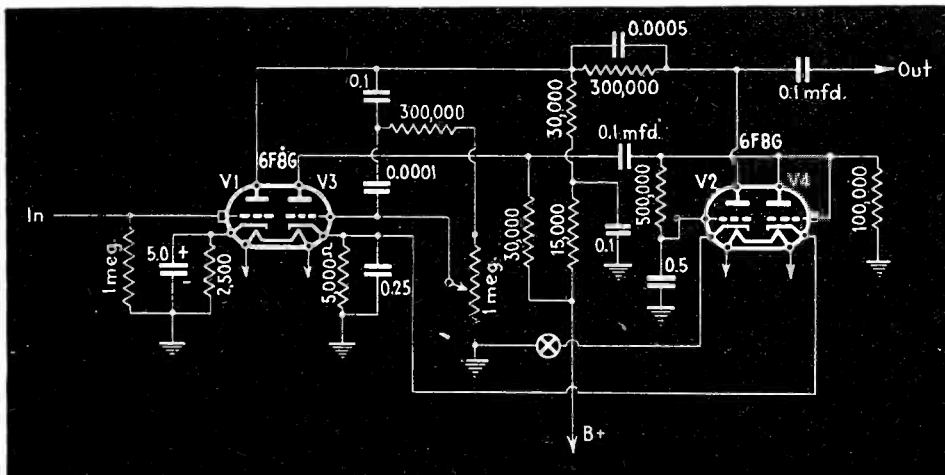 0.0005
0.1
300,000
Out
300,000
30,000
0.1 mfd.
0.1 mfd.
6F8G
6F8G
V1
V3
0.0001
V2
V4
In
500,000
100,000
1 meg.
5.0 +
-
2,500
5,000Ω
0.25
30,000
15,000
0.1
1 meg.
0.5
B+